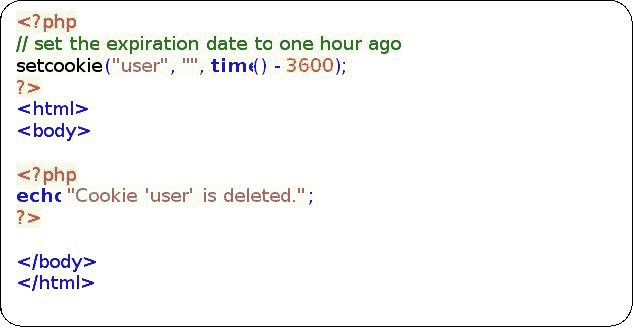 <?php
// set the expiration date to one hour ago
setcookie("user", "", time() - 3600);
?>
<html>
<body>

<?php
echo "Cookie 'user' is deleted.";
?>

</body>
</html>